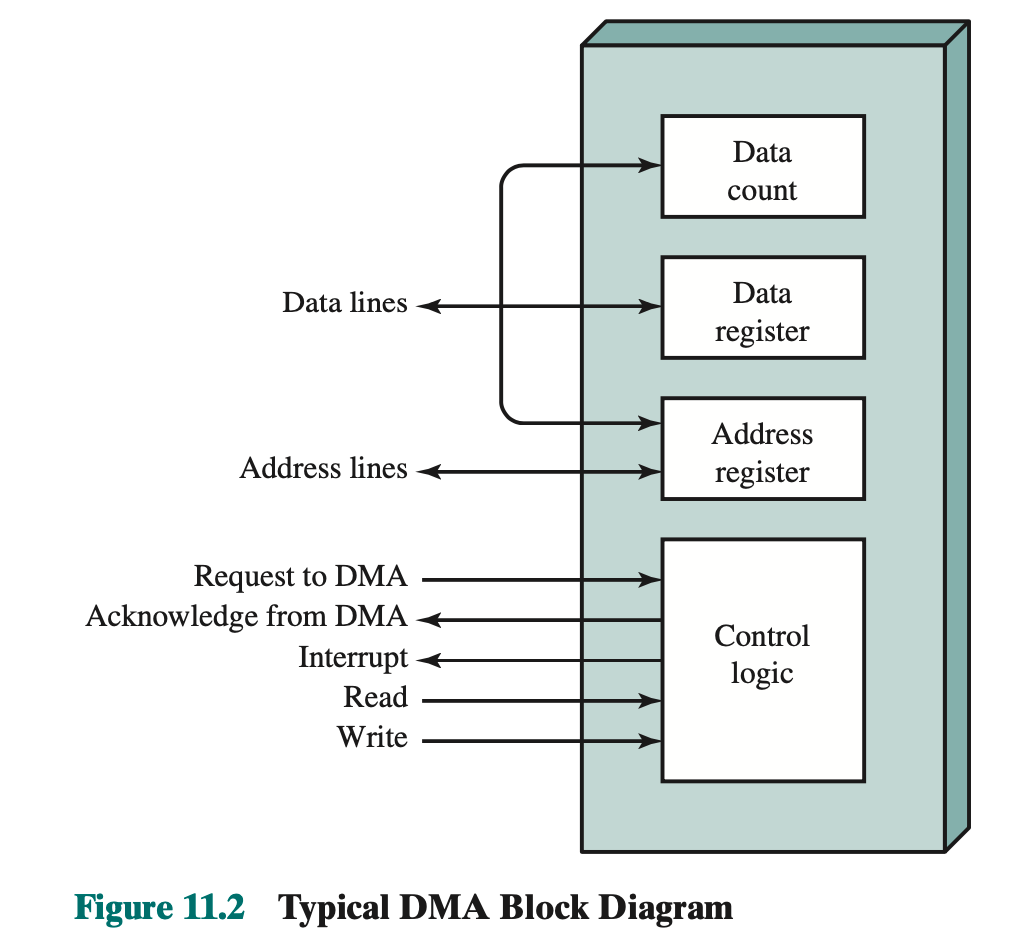 Data
count
Data lines
Data
register
Address
register
Address lines
Request to DMA
Acknowledge from DMA
Interrupt
Read
Write
Control
logic
Figure 11.2 Typical DMA Block Diagram